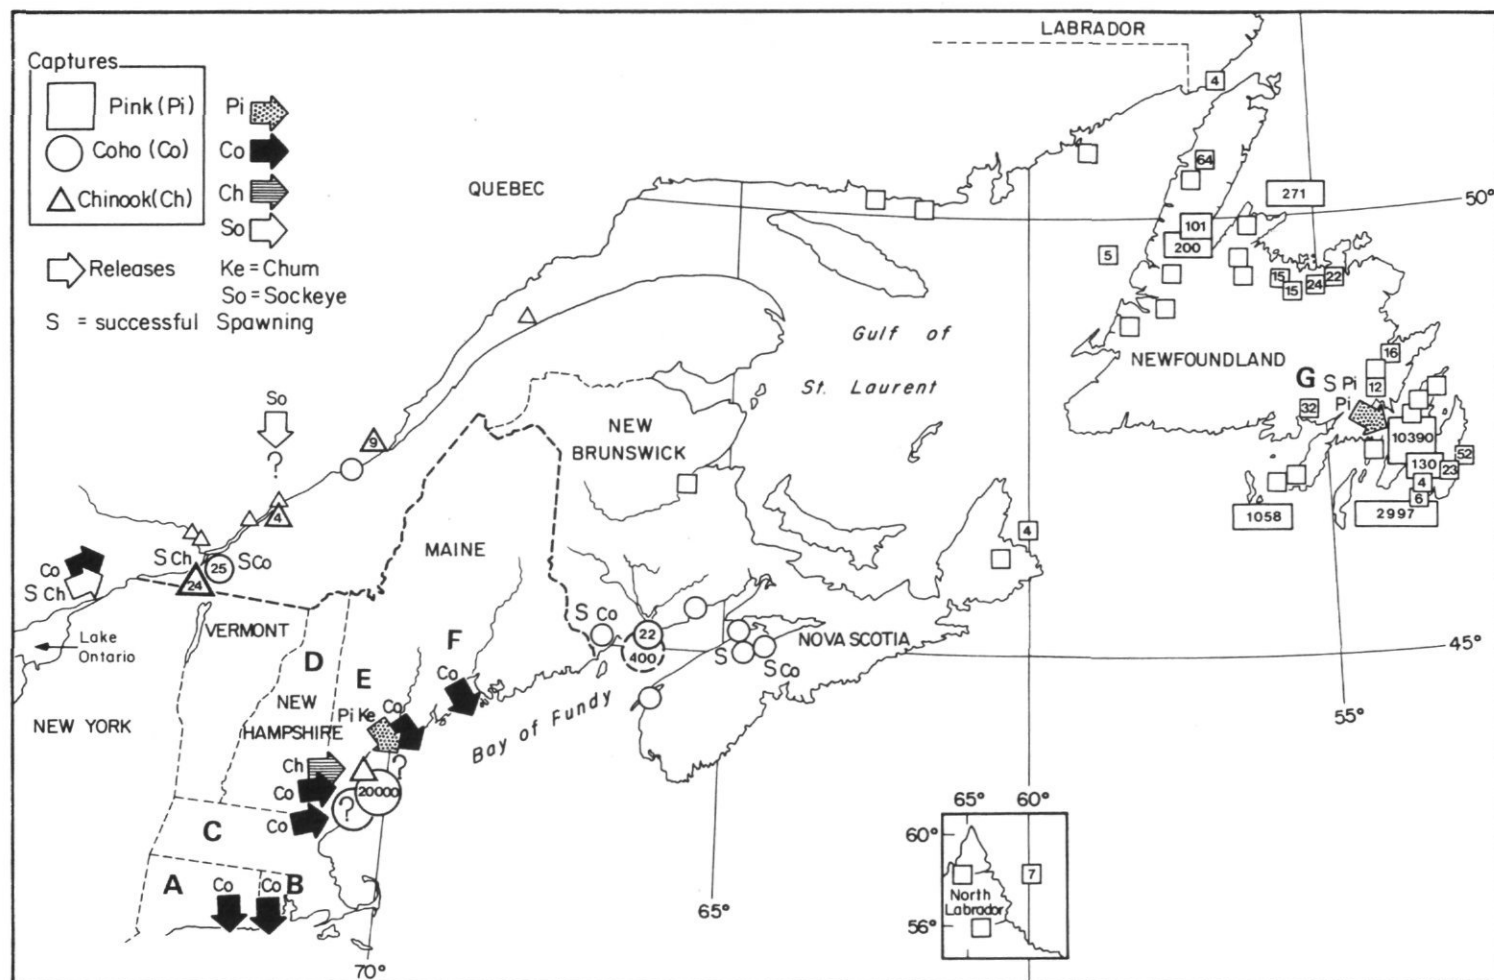 Captures
Pink (Pi)
Coho (Co)
Chinook (Ch)
Pi
Co
Ch
So
Releases
Ke = Chum
So = Sockeye
S = successful Spawning
LABRADOR
4
QUEBEC
64
271
50°
101
200
5
15
15
24
22
Gulf of
St. Laurent
NEWFOUNDLAND
16
12
G
S Pi
Pi
32
10390
130
52
23
4
6
1058
2997
So
?
9
4
NEW
BRUNSWICK
MAINE
4
Co
S Ch
S Ch
24
25
S Co
Lake
Ontario
VERMONT
D
F
Co
S Co
22
400
S
S Co
NOVA SCOTIA
45°
55°
NEW YORK
NEW
HAMPSHIRE
E
Pi Ke
Co
Bay of Fundy
Ch
Co
?
20000
?
Co
C
A
Co
Co
B
65°
70°
65°
60°
60°
7
North
Labrador
56°